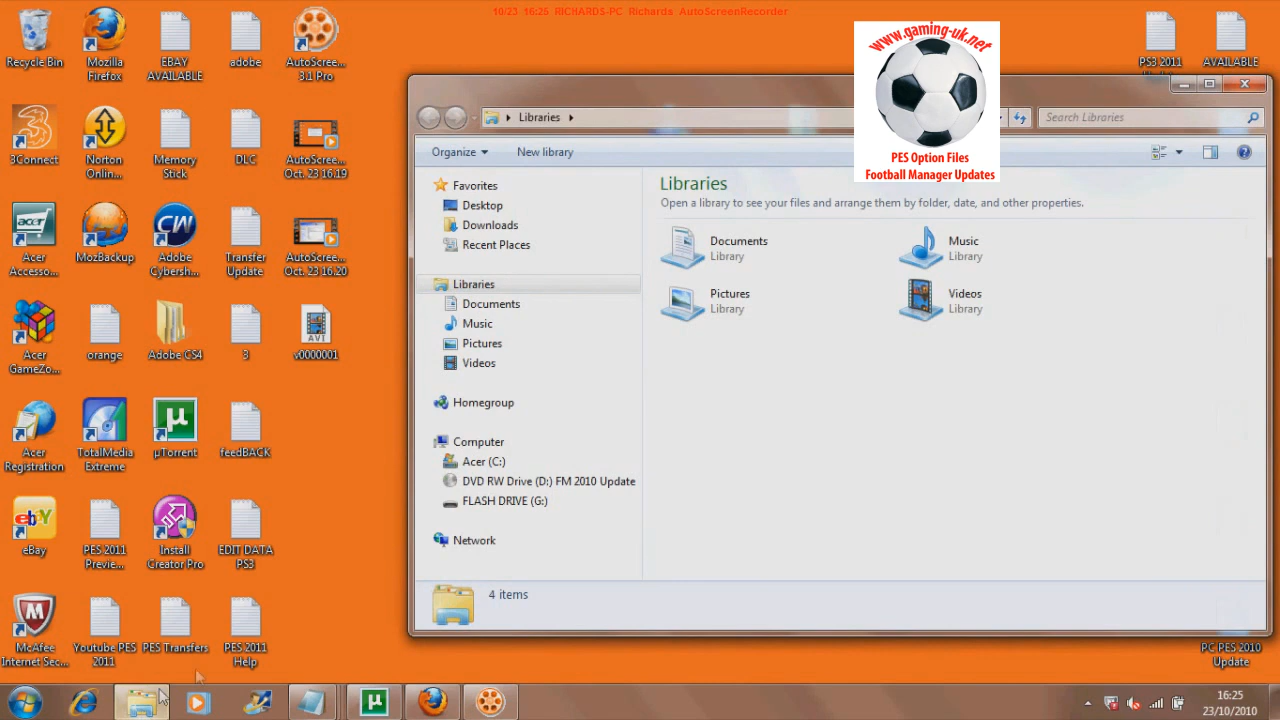 10/23 16:25 RICHARDS-PC Richards AutoScreenRecorder
Recycle Bin
Mozilla
Firefox
EBAY
AVAILABLE
adobe
AutoScree...
3.1 Pro
3Connect
Norton
Onlin...
Memory
Stick
DLC
AutoScree...
Oct. 23 16.19
Acer
Accesso...
MozBackup
Adobe
Cybersh...
Transfer
Update
AutoScree...
Oct. 23 16.20
Acer
GameZo...
orange
Adobe CS4
3
AVI
v0000001
Acer
Registration
TotalMedia
Extreme
µTorrent
feedBACK
eBay
PES 2011
Previe...
Install
Creator Pro
EDIT DATA
PS3
McAfee
Internet Sec...
Youtube PES
2011
PES Transfers
PES 2011
Help
www.gaming-uk.net
PES Option Files
Football Manager Updates
PS3 2011
AVAILABLE
Libraries
Search Libraries
Organize
New library
Favorites
Desktop
Downloads
Recent Places
Libraries
Documents
Music
Pictures
Videos
Homegroup
Computer
Acer (C:)
DVD RW Drive (D:) FM 2010 Update
FLASH DRIVE (G:)
Network
Libraries
Open a library to see your files and arrange them by folder, date, and other properties.
Documents
Library
Music
Library
Pictures
Library
Videos
Library
4 items
PC PES 2010
Update
16:25
23/10/2010